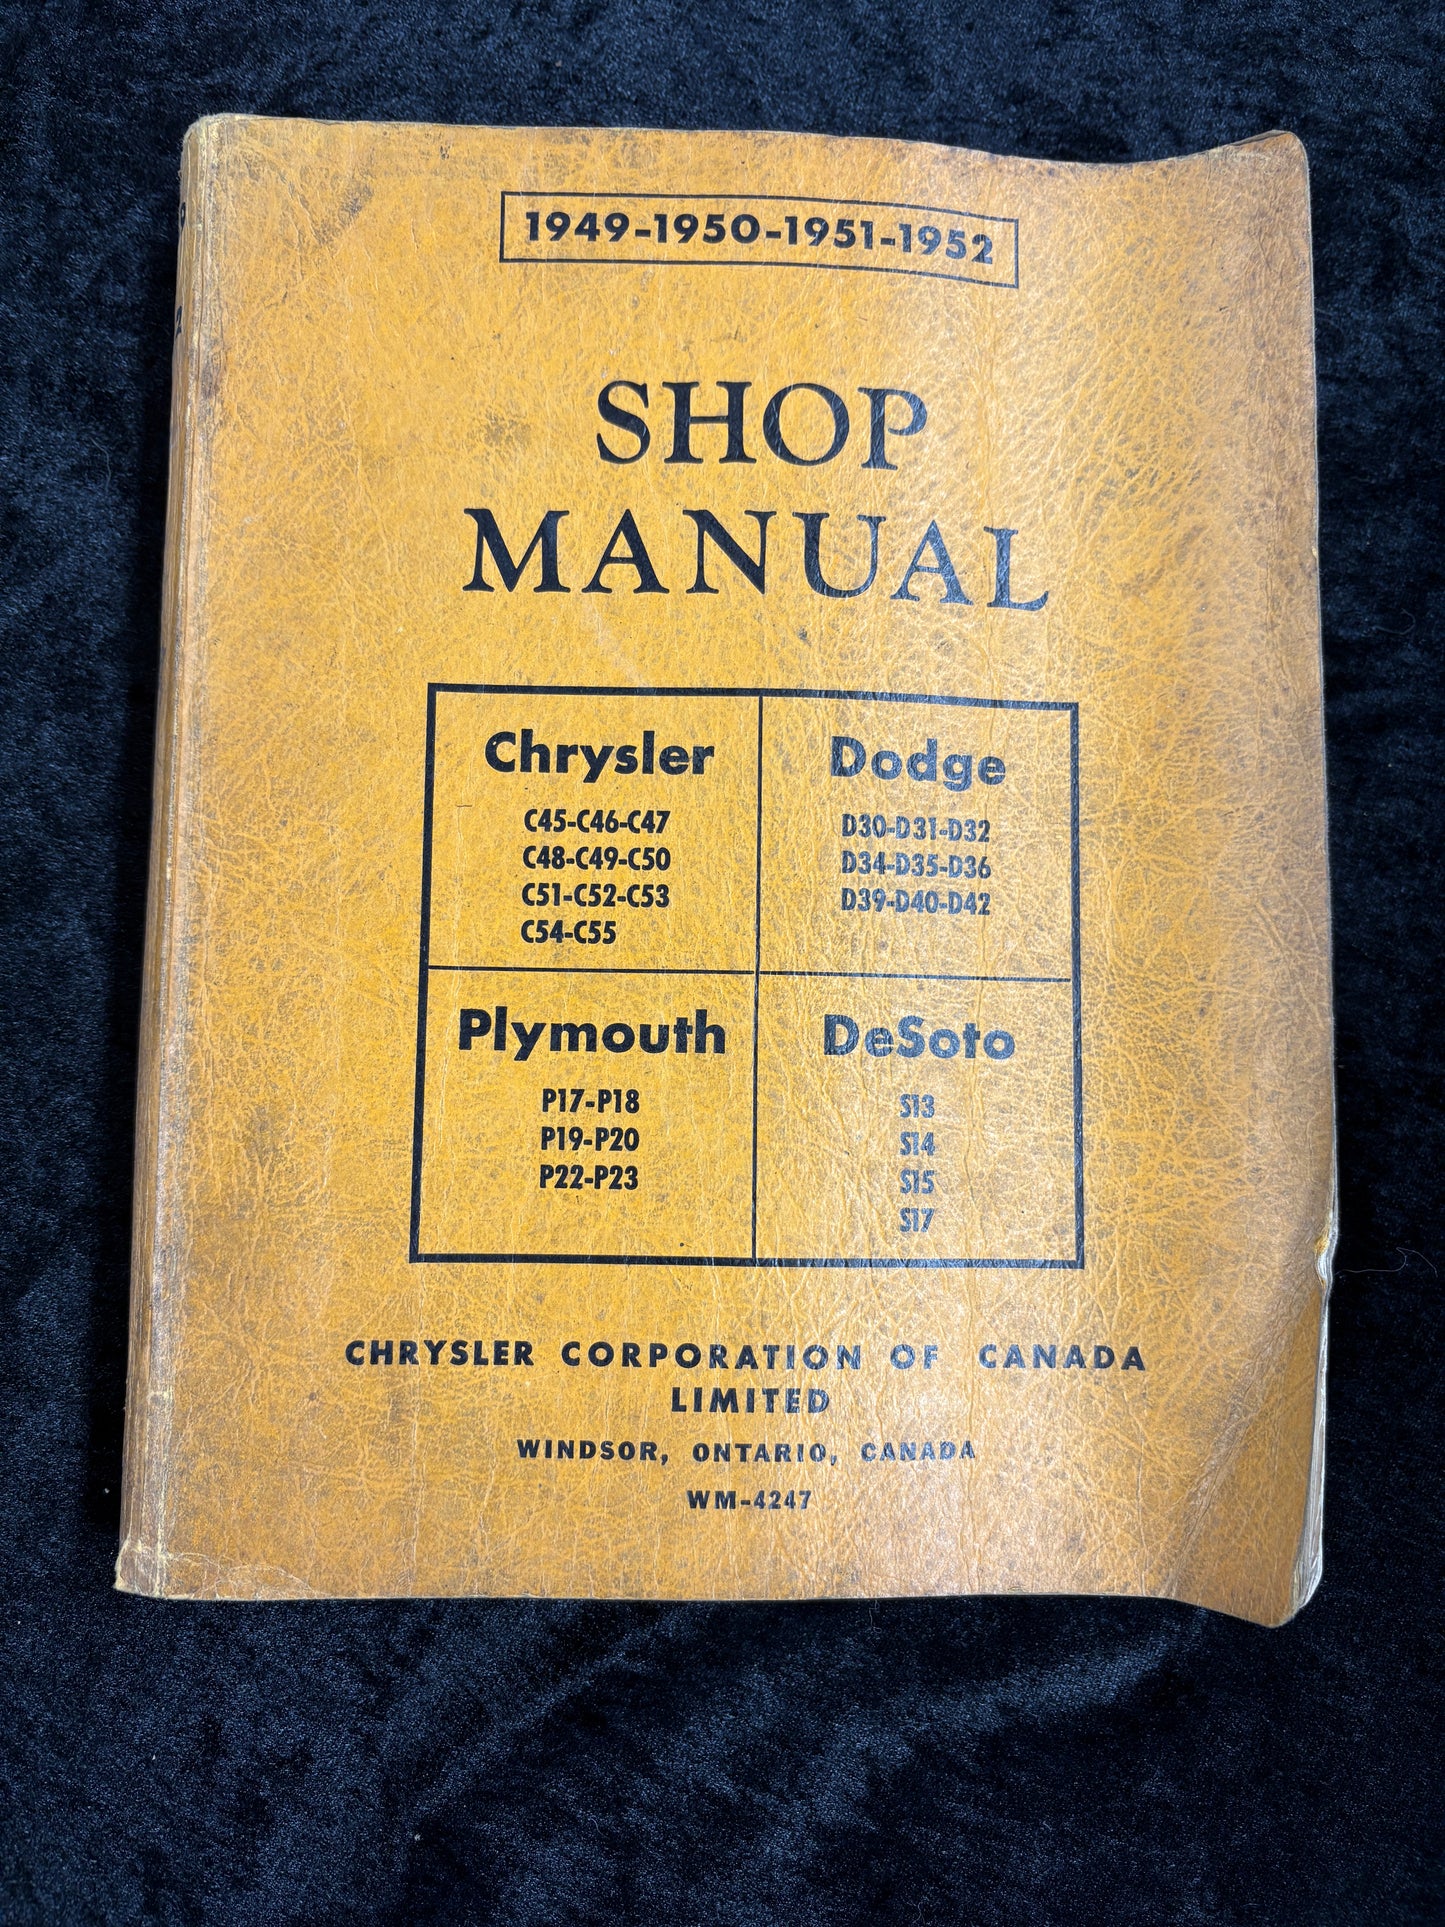 1949-1950-1951-1952
SHOP
MANUAL
Chrysler
C45-C46-C47
C48-C49-C50
C51-C52-C53
C54-C55
Dodge
D30-D31-D32
D34-D35-D36
D39-D40-D42
Plymouth
P17-P18
P19-P20
P22-P23
DeSoto
S13
S14
S15
S17
CHRYSLER CORPORATION OF CANADA
LIMITED
WINDSOR, ONTARIO, CANADA
WM-4247